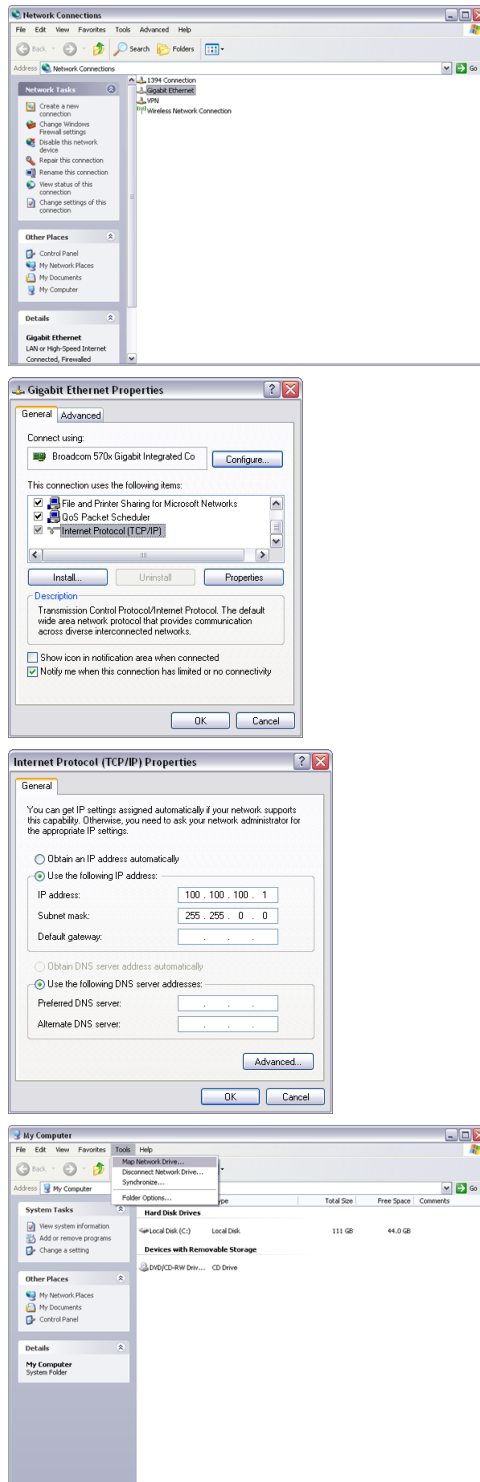 Network Connections
File Edit View Favorites Tools Advanced Help
Back Search Folders
Address Network Connections Go
Network Tasks
Create a new
connection
Change Windows
Firewall settings
Disable this network
device
Repair this connection
Rename this connection
View status of this
connection
Change settings of this
connection
Other Places
Control Panel
My Network Places
My Documents
My Computer
Details
Gigabit Ethernet
LAN or High-Speed Internet
Connected, Firewalled
1394 Connection
Gigabit Ethernet
VPN
Wireless Network Connection
Gigabit Ethernet Properties
General Advanced
Connect using:
Broadcom 570x Gigabit Integrated Co Configure...
This connection uses the following items:
File and Printer Sharing for Microsoft Networks
QoS Packet Scheduler
Internet Protocol (TCP/IP)
Install... Uninstall Properties
Description
Transmission Control Protocol/Internet Protocol. The default
wide area network protocol that provides communication
across diverse interconnected networks.
Show icon in notification area when connected
Notify me when this connection has limited or no connectivity
OK Cancel
Internet Protocol (TCP/IP) Properties
General
You can get IP settings assigned automatically if your network supports
this capability. Otherwise, you need to ask your network administrator for
the appropriate IP settings.
Obtain an IP address automatically
Use the following IP address:
IP address: 100 . 100 . 100 . 1
Subnet mask: 255 . 255 . 0 . 0
Default gateway: . . .
Obtain DNS server address automatically
Use the following DNS server addresses:
Preferred DNS server: . . .
Alternate DNS server: . . .
Advanced...
OK Cancel
My Computer
File Edit View Favorites Tools Help
Back
Map Network Drive...
Disconnect Network Drive...
Synchronize...
Folder Options...
Address My Computer Go
System Tasks
View system information
Add or remove programs
Change a setting
Other Places
My Network Places
My Documents
Control Panel
Details
My Computer
System Folder
ype Total Size Free Space Comments
Hard Disk Drives
Local Disk (C:) Local Disk 111 GB 44.0 GB
Devices with Removable Storage
DVD/CD-RW Driv... CD Drive